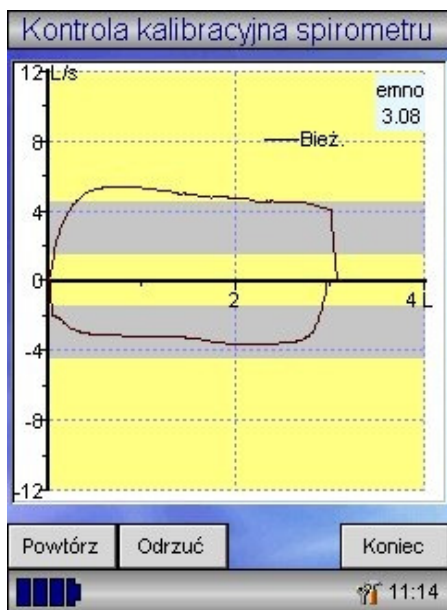 Kontrola kalibracyjna spirometru
12 L/s
emno
3.08
Bież.
8
4
0
2
4 L
-4
-8
-12
Powtórz
Odrzuć
Koniec
11:14